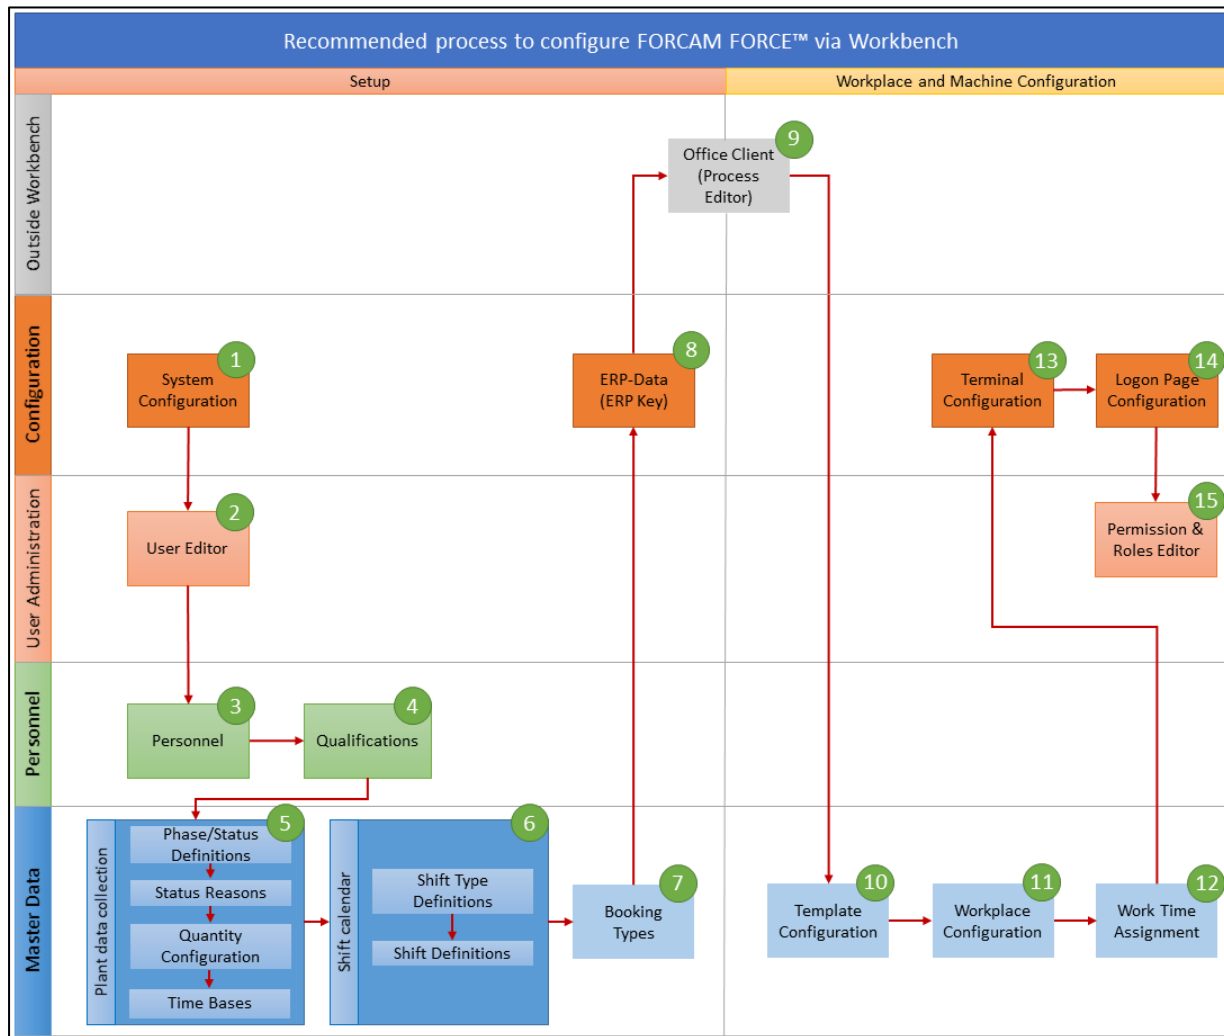 Recommended process to configure FORCAM FORCE™ via Workbench
Setup
Workplace and Machine Configuration
Outside Workbench
9
Office Client
(Process
Editor)
Configuration
1
System
Configuration
8
ERP-Data
(ERP Key)
13
Terminal
Configuration
14
Logon Page
Configuration
User Administration
2
User Editor
15
Permission &
Roles Editor
Personnel
3
Personnel
4
Qualifications
Master Data
Plant data collection
5
Phase/Status
Definitions
Status Reasons
Quantity
Configuration
Time Bases
Shift calendar
6
Shift Type
Definitions
Shift Definitions
7
Booking
Types
10
Template
Configuration
11
Workplace
Configuration
12
Work Time
Assignment